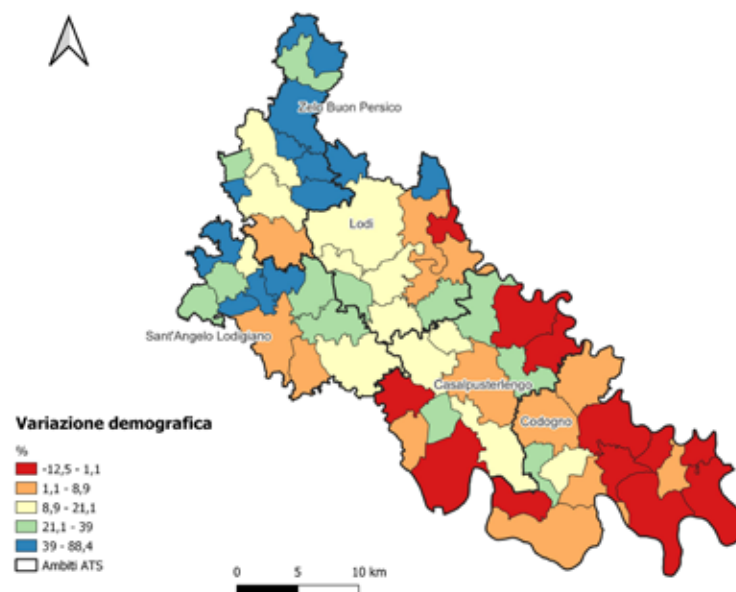 Zelo Buon Persico
Lodi
Sant'Angelo Lodigiano
Casalpusterlengo
Codogno
Variazione demografica
%
-12,5 - 1,1
1,1 - 8,9
8,9 - 21,1
21,1 - 39
39 - 88,4
Ambiti ATS
0 5 10 km